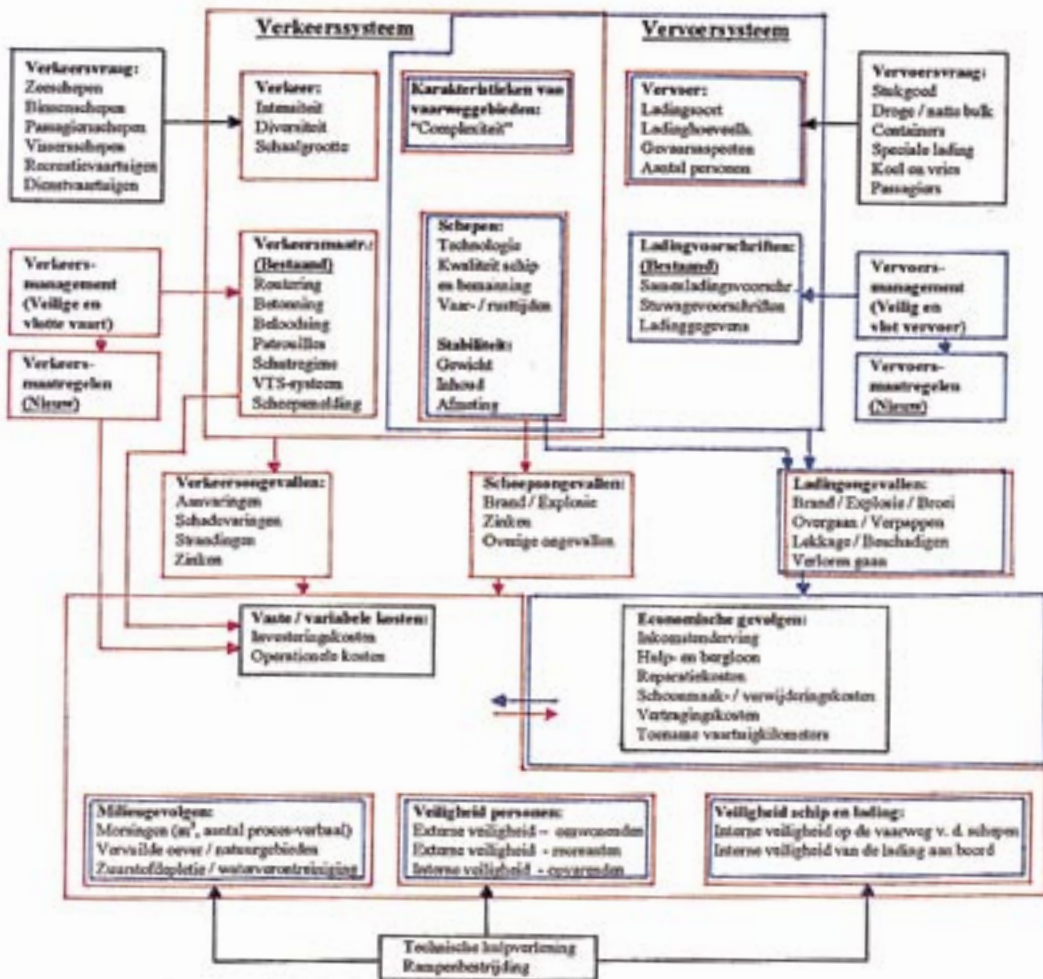 Verkeerssysteem
Vervoersysteem
Verkeersvraag:
Zeeschepen
Binnenschepen
Passagiersschepen
Vissersschepen
Recreatievaartuigen
Dienstvaartuigen
Verkeer:
Intensiteit
Diversiteit
Schaalgrootte
Karakteristieken van
vaarweggebieden:
"Complexiteit"
Vervoer:
Ladingsoort
Ladinghoeveelh.
Gevaaraspecten
Aantal personen
Vervoersvraag:
Stukgoed
Droge / natte bulk
Containers
Speciale lading
Koel en vries
Passagiers
Verkeers-
management
(Veilige en
vlotte vaart)
Verkeers-
maatregelen
(Nieuw)
Verkeersmaatr.:
(Bestaand)
Routering
Betonning
Beloodsing
Patrouilles
Schutregime
VTS-systeem
Scheepsmelding
Schepen:
Technologie
Kwaliteit schip
en bemanning
Vaar- / rusttijden
Stabiliteit:
Gewicht
Inhoud
Afmeting
Ladingvoorschriften:
(Bestaand)
Samenladingsvoorschr.
Stuwagevoorschriften
Ladinggegevens
Vervoers-
management
(Veilig en
vlot vervoer)
Vervoers-
maatregelen
(Nieuw)
Verkeersongevallen:
Aanvaringen
Schadevaringen
Strandingen
Zinken
Scheepsongevallen:
Brand / Explosie
Zinken
Overige ongevallen
Ladingongevallen:
Brand / Explosie / Broei
Overgaan / Verpappen
Lekkage / Beschadigen
Verloren gaan
Vaste / variabele kosten:
Investeringskosten
Operationele kosten
Economische gevolgen:
Inkomstenderving
Hulp- en bergloon
Reparatiekosten
Schoonmaak- / verwijderingskosten
Vertragingskosten
Toename vaartuigkilometers
Milieugevolgen:
Morsingen (m³, aantal proces-verbaal)
Vervuilde oever / natuurgebieden
Zuurstofdepletie / waterverontreiniging
Veiligheid personen:
Externe veiligheid - omwonenden
Externe veiligheid - recreanten
Interne veiligheid - opvarenden
Veiligheid schip en lading:
Interne veiligheid op de vaarweg v. d. schepen
Interne veiligheid van de lading aan boord
Technische hulpverlening
Rampenbestrijding